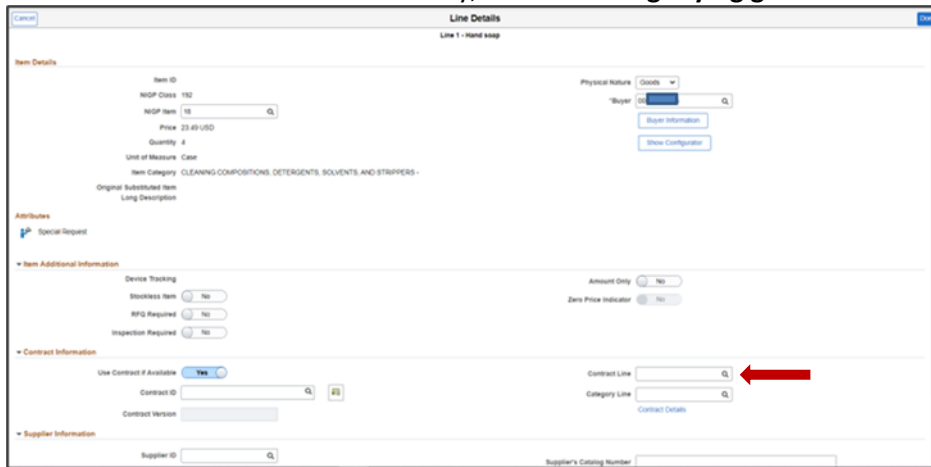 Cancel
Line Details
Line 1 - Hand soap
Item Details
Item ID
Physical Nature Goods
NIGP Class 192
*Buyer
NIGP Item 18
Buyer Information
Price 23.49 USD
Quantity 4
Show Configurator
Unit of Measure Case
Item Category CLEANING COMPOSITIONS, DETERGENTS, SOLVENTS, AND STRIPPERS -
Original Substituted Item
Long Description
Attributes
Special Request
Item Additional Information
Device Tracking
Amount Only No
Stockless Item No
Zero Price Indicator No
RFQ Required No
Inspection Required No
Contract Information
Use Contract if Available Yes
Contract Line
Contract ID
Category Line
Contract Version
Contract Details
Supplier Information
Supplier ID
Supplier's Catalog Number